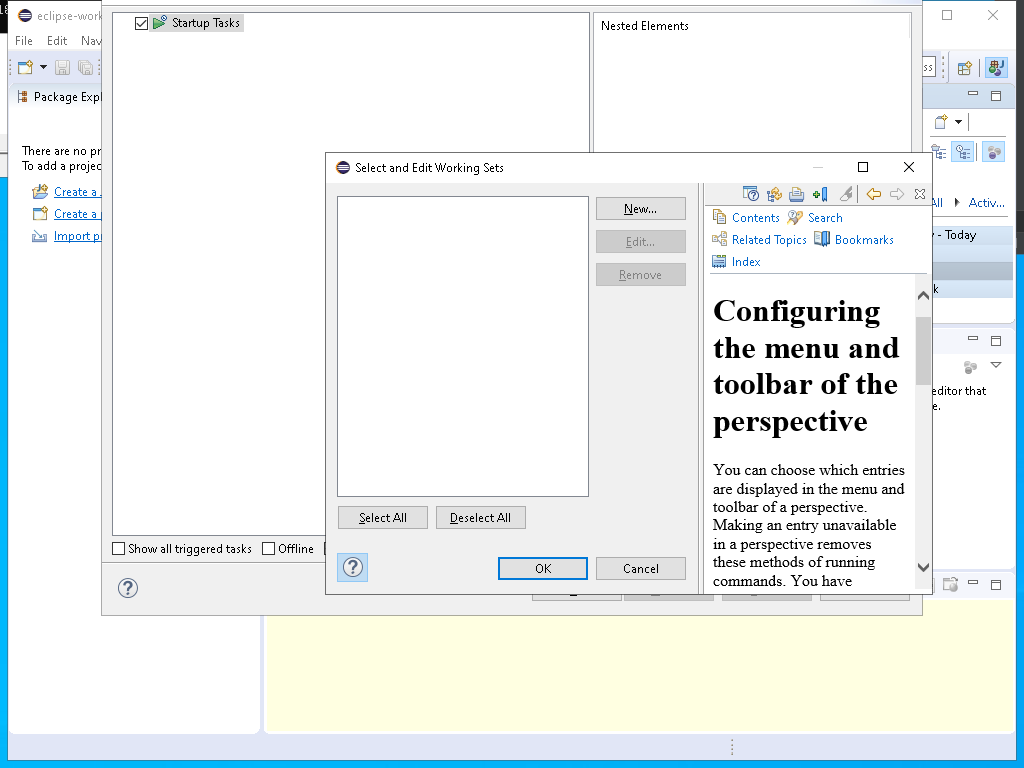 eclipse-work
File Edit Nav
Package Expl
There are no pr
To add a projec
Create a
Create a
Import pr
Startup Tasks
Nested Elements
Show all triggered tasks
Offline
Select and Edit Working Sets
New...
Edit...
Remove
Select All
Deselect All
OK
Cancel
Contents
Search
Related Topics
Bookmarks
Index
Configuring
the menu and
toolbar of the
perspective
You can choose which entries
are displayed in the menu and
toolbar of a perspective.
Making an entry unavailable
in a perspective removes
these methods of running
commands. You have
ss
All
Activ...
- Today
k
editor that
e.